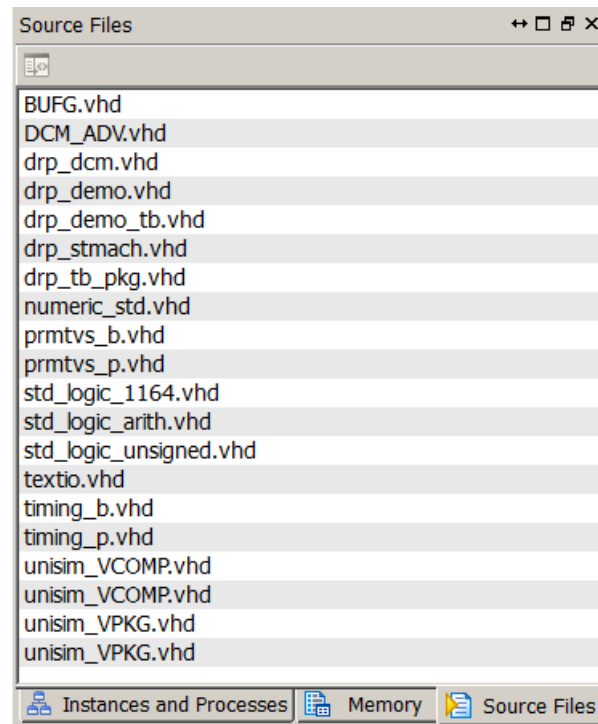 Source Files
BUFG.vhd
DCM_ADV.vhd
drp_dcm.vhd
drp_demo.vhd
drp_demo_tb.vhd
drp_stmach.vhd
drp_tb_pkg.vhd
numeric_std.vhd
prmtvs_b.vhd
prmtvs_p.vhd
std_logic_1164.vhd
std_logic_arith.vhd
std_logic_unsigned.vhd
textio.vhd
timing_b.vhd
timing_p.vhd
unisim_VCOMP.vhd
unisim_VCOMP.vhd
unisim_VPKG.vhd
unisim_VPKG.vhd
Instances and Processes Memory Source Files